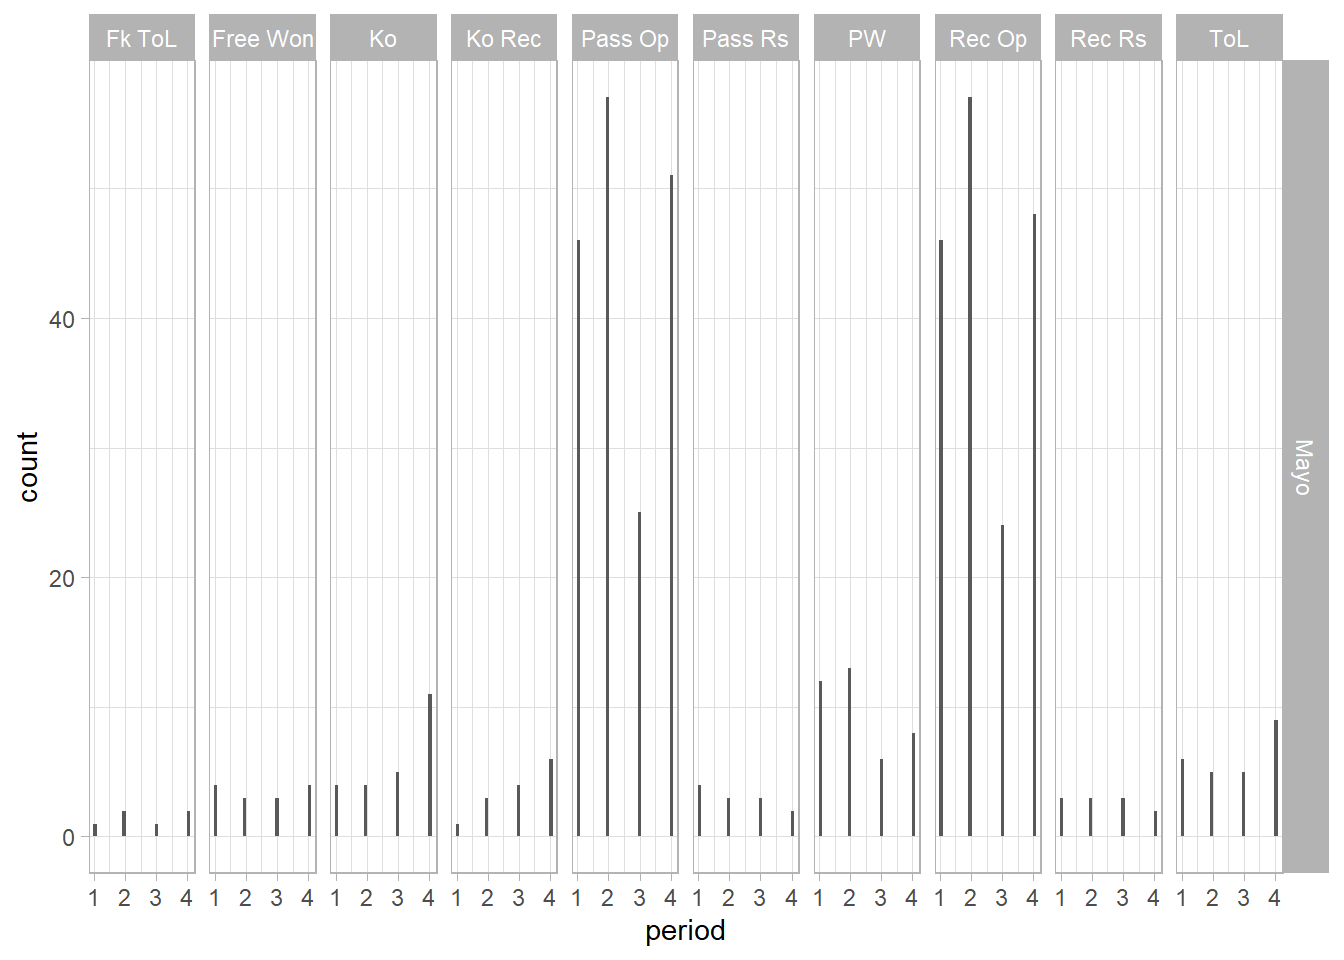 Fk ToL Free Won Ko Ko Rec Pass Op Pass Rs PW Rec Op Rec Rs ToL
Mayo
count
40
20
0
1 2 3 4 1 2 3 4 1 2 3 4 1 2 3 4 1 2 3 4 1 2 3 4 1 2 3 4 1 2 3 4 1 2 3 4 1 2 3 4
period